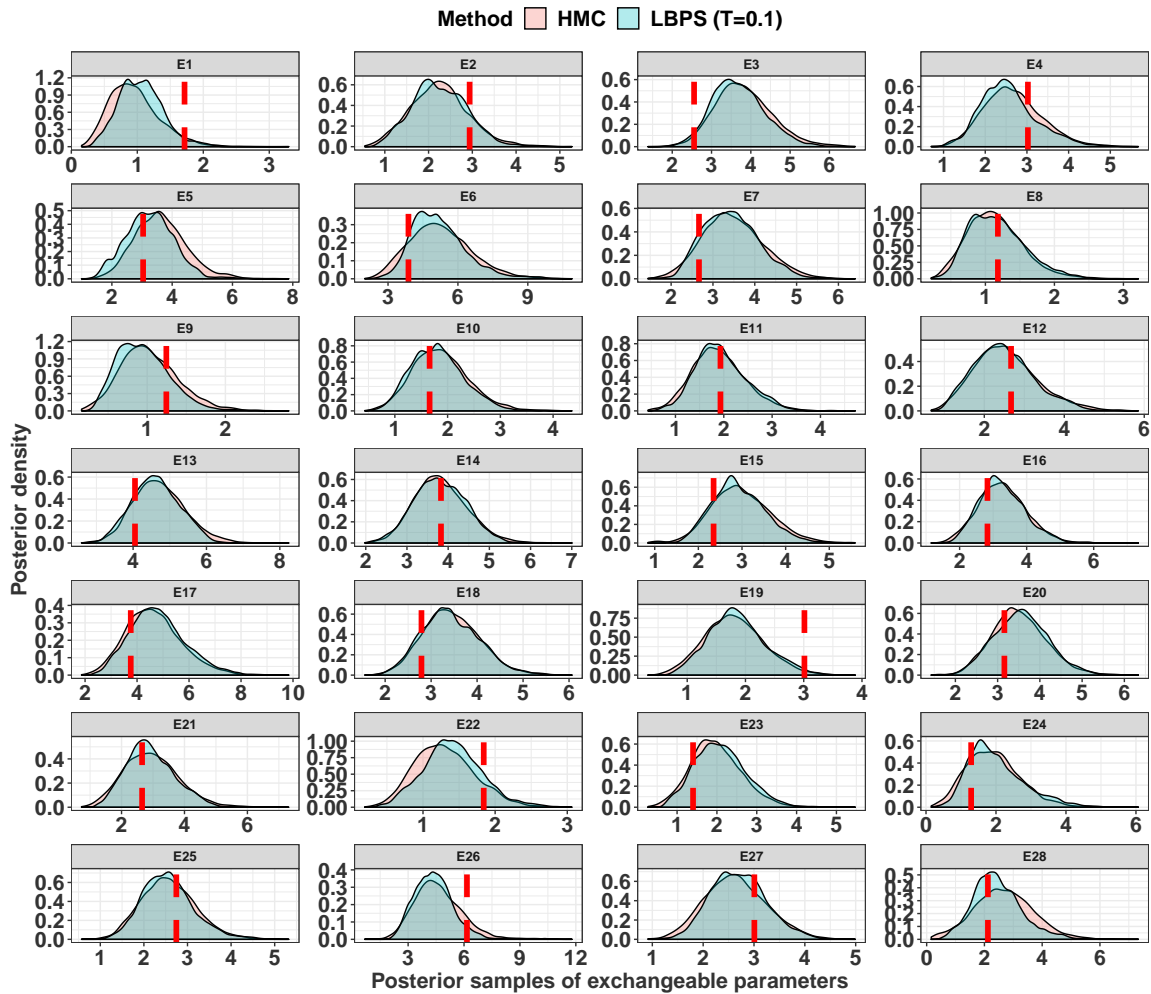 Method HMC LBPS (T=0.1)
E1 E2 E3 E4
1.2 0.9 0.6 0.3 0.0
0.8 0.6 0.4 0.2 0.0
0.6 0.5 0.4 0.3 0.2 0.1 0.0
0.8 0.6 0.4 0.2 0.0
0 1 2 3
1 2 3 4 5
2 3 4 5 6
1 2 3 4 5
E5 E6 E7 E8
0.5 0.4 0.3 0.2 0.1 0.0
0.3 0.2 0.1 0.0
0.6 0.4 0.2 0.0
1.00 0.75 0.50 0.25 0.00
2 4 6 8
3 6 9
2 3 4 5 6
1 2 3
E9 E10 E11 E12
1.2 0.9 0.6 0.3 0.0
0.8 0.6 0.4 0.2 0.0
0.8 0.6 0.4 0.2 0.0
0.4 0.2 0.0
1 2
1 2 3 4
1 2 3 4
2 4 6
Posterior density
E13 E14 E15 E16
0.6 0.4 0.2 0.0
0.6 0.4 0.2 0.0
0.6 0.4 0.2 0.0
0.6 0.4 0.2 0.0
4 6 8
2 3 4 5 6 7
1 2 3 4 5
2 4 6
E17 E18 E19 E20
0.4 0.3 0.2 0.1 0.0
0.6 0.4 0.2 0.0
0.75 0.50 0.25 0.00
0.6 0.4 0.2 0.0
2 4 6 8 10
2 3 4 5 6
1 2 3 4
2 3 4 5 6
E21 E22 E23 E24
0.4 0.2 0.0
1.00 0.75 0.50 0.25 0.00
0.6 0.4 0.2 0.0
0.6 0.4 0.2 0.0
2 4 6
1 2 3
1 2 3 4 5
0 2 4 6
E25 E26 E27 E28
0.6 0.4 0.2 0.0
0.4 0.3 0.2 0.1 0.0
0.6 0.4 0.2 0.0
0.5 0.4 0.3 0.2 0.1 0.0
1 2 3 4 5
3 6 9 12
1 2 3 4 5
0 2 4 6
Posterior samples of exchangeable parameters